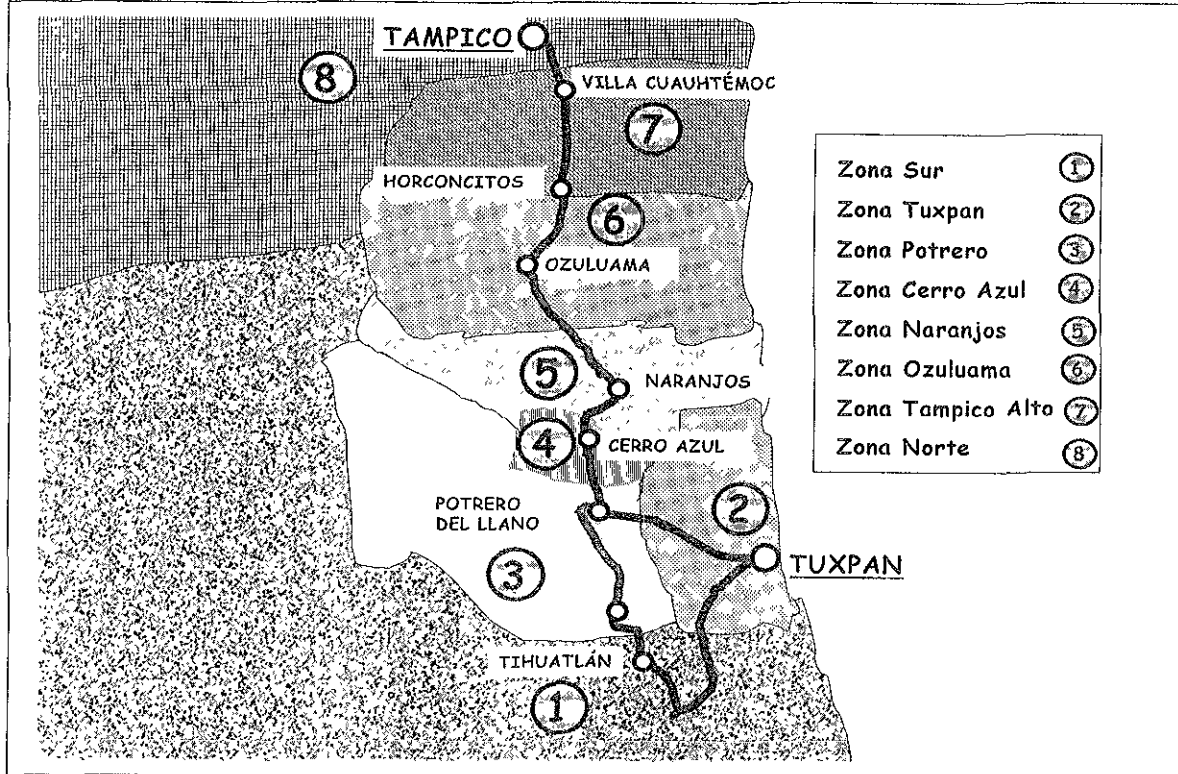 TAMPICO
8
VILLA CUAUHTÉMOC
7
HORCONCITOS
6
OZULUAMA
5
NARANJOS
4
CERRO AZUL
POTRERO
DEL LLANO
2
3
TUXPAN
TIHUATLÁN
1
Zona Sur 1
Zona Tuxpan 2
Zona Potrero 3
Zona Cerro Azul 4
Zona Naranjos 5
Zona Ozuluama 6
Zona Tampico Alto 7
Zona Norte 8